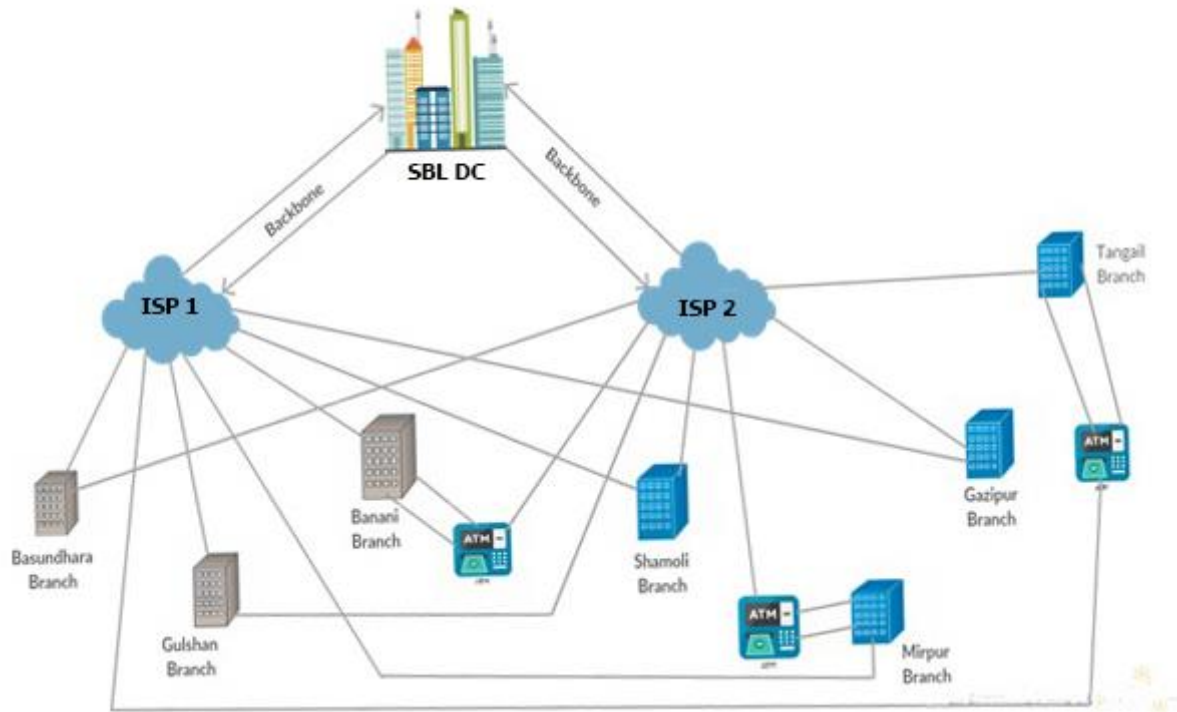 SBL DC
Backbone
Backbone
ISP 1
ISP 2
Tangail
Branch
ATM
Gazipur
Branch
Banani
Branch
ATM
Shamoli
Branch
Basundhara
Branch
Gulshan
Branch
ATM
Mirpur
Branch